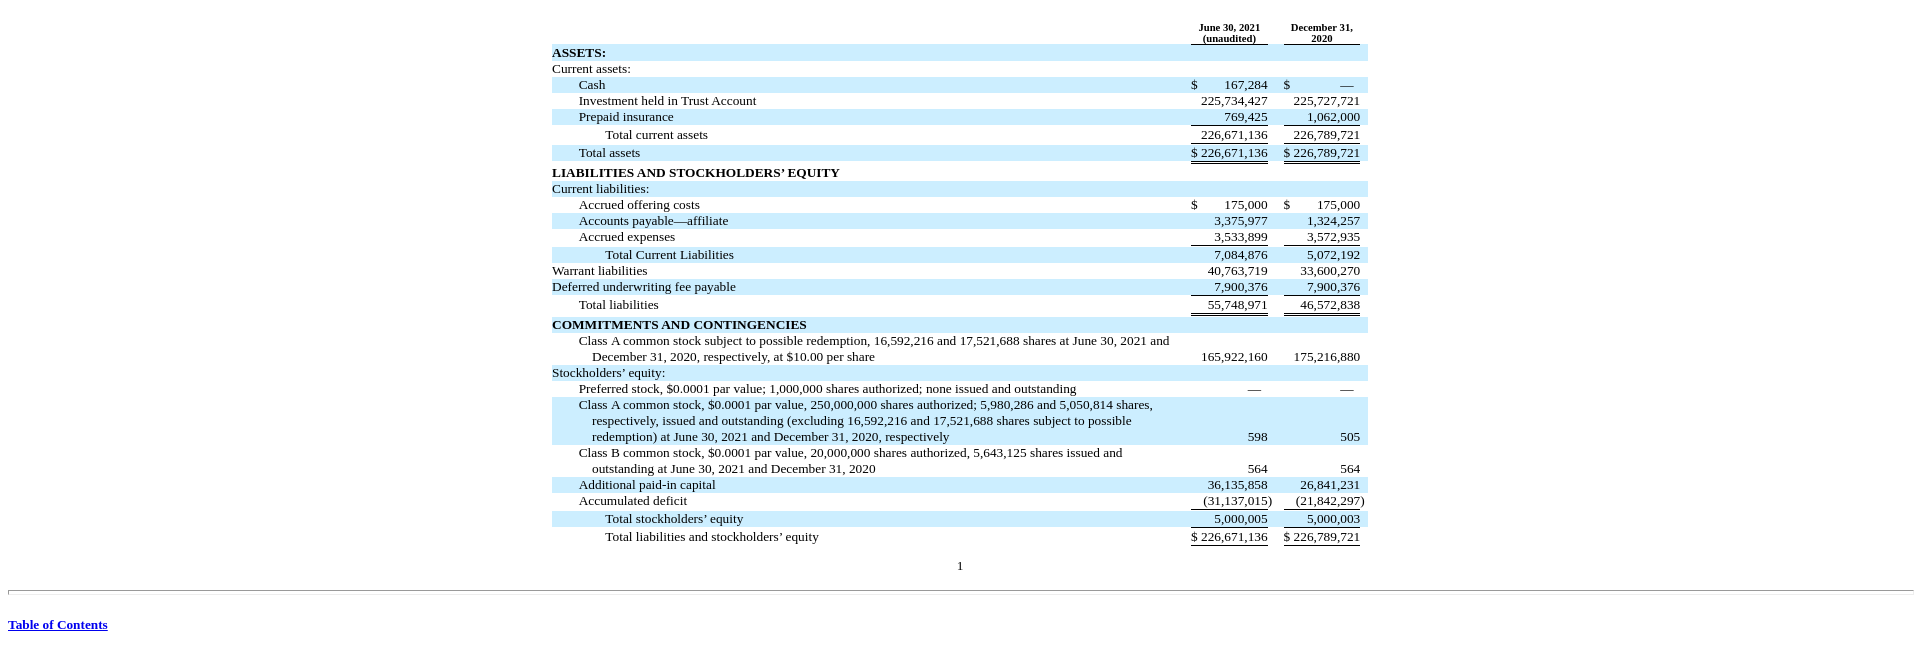 June 30, 2021 December 31,
(unaudited) 2020
ASSETS:
Current assets:
Cash $ 167,284 $ —
Investment held in Trust Account 225,734,427 225,727,721
Prepaid insurance 769,425 1,062,000
Total current assets 226,671,136 226,789,721
Total assets $ 226,671,136 $ 226,789,721
LIABILITIES AND STOCKHOLDERS’ EQUITY
Current liabilities:
Accrued offering costs $ 175,000 $ 175,000
Accounts payable—affiliate 3,375,977 1,324,257
Accrued expenses 3,533,899 3,572,935
Total Current Liabilities 7,084,876 5,072,192
Warrant liabilities 40,763,719 33,600,270
Deferred underwriting fee payable 7,900,376 7,900,376
Total liabilities 55,748,971 46,572,838
COMMITMENTS AND CONTINGENCIES
Class A common stock subject to possible redemption, 16,592,216 and 17,521,688 shares at June 30, 2021 and
December 31, 2020, respectively, at $10.00 per share 165,922,160 175,216,880
Stockholders’ equity:
Preferred stock, $0.0001 par value; 1,000,000 shares authorized; none issued and outstanding — —
Class A common stock, $0.0001 par value, 250,000,000 shares authorized; 5,980,286 and 5,050,814 shares,
respectively, issued and outstanding (excluding 16,592,216 and 17,521,688 shares subject to possible
redemption) at June 30, 2021 and December 31, 2020, respectively 598 505
Class B common stock, $0.0001 par value, 20,000,000 shares authorized, 5,643,125 shares issued and
outstanding at June 30, 2021 and December 31, 2020 564 564
Additional paid-in capital 36,135,858 26,841,231
Accumulated deficit (31,137,015) (21,842,297)
Total stockholders’ equity 5,000,005 5,000,003
Total liabilities and stockholders’ equity $ 226,671,136 $ 226,789,721
1
Table of Contents